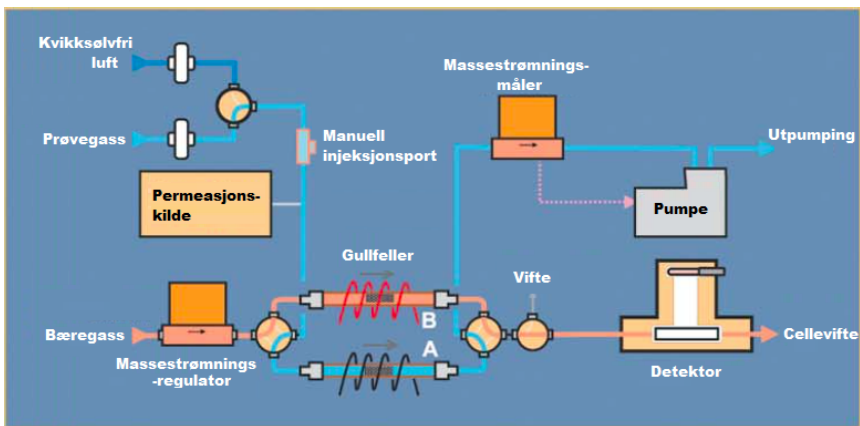 Kvikksølvfri
luft
Massestrømnings-
måler
Prøvegass
Manuell
injeksjonsport
Utpumping
Permeasjons-
kilde
Pumpe
Gullfeller
Vifte
B
Bæregass
A
Cellevifte
Massestrømnings
-regulator
Detektor